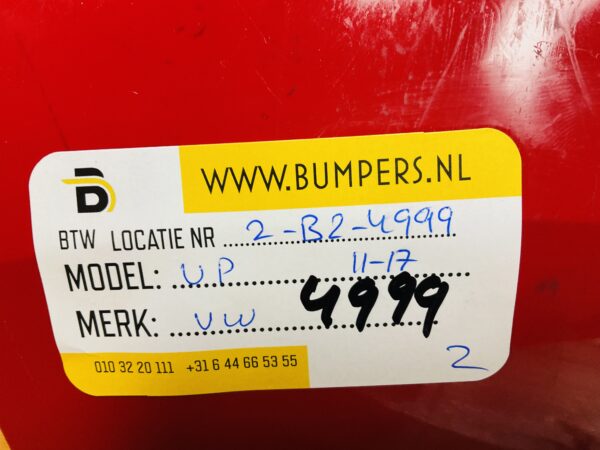 B
WWW.BUMPERS.NL
BTW LOCATIE NR 2-B2-4999
MODEL: UP 11-17
MERK: VW 4999
010 32 20 111 +31 6 44 66 53 55
2